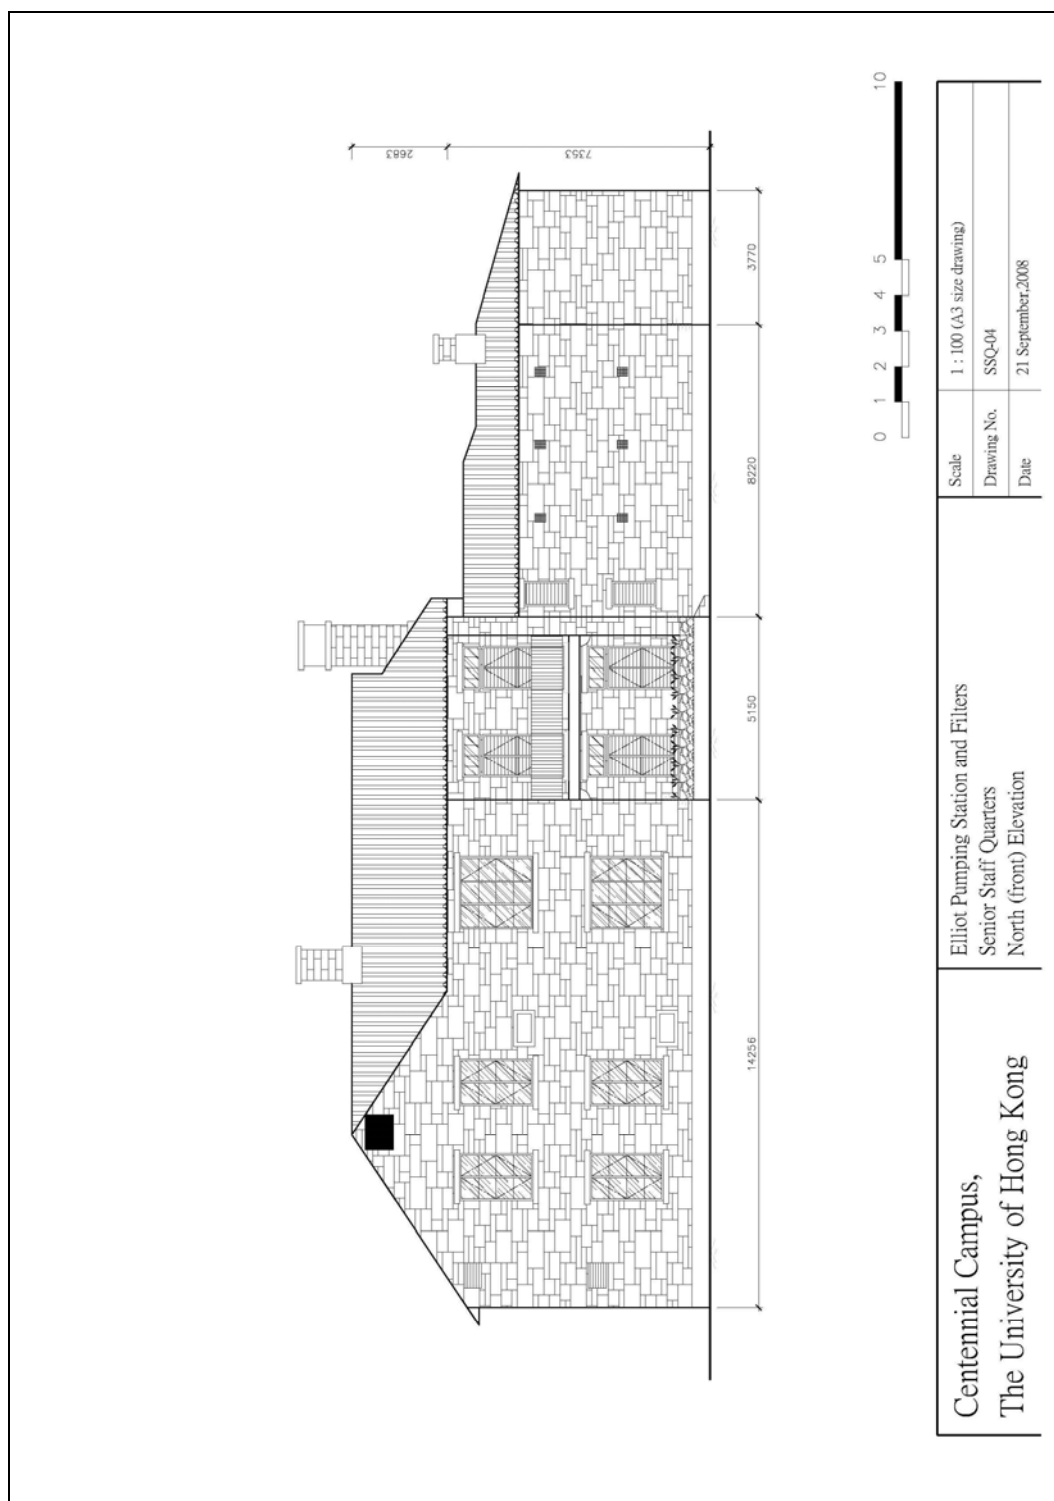 2683
7353
14256
5150
8220
3770
0 1 2 3 4 5 10
Centennial Campus,
The University of Hong Kong
Elliot Pumping Station and Filters
Senior Staff Quarters
North (front) Elevation
Scale 1 : 100 (A3 size drawing)
Drawing No. SSQ-04
Date 21 September,2008